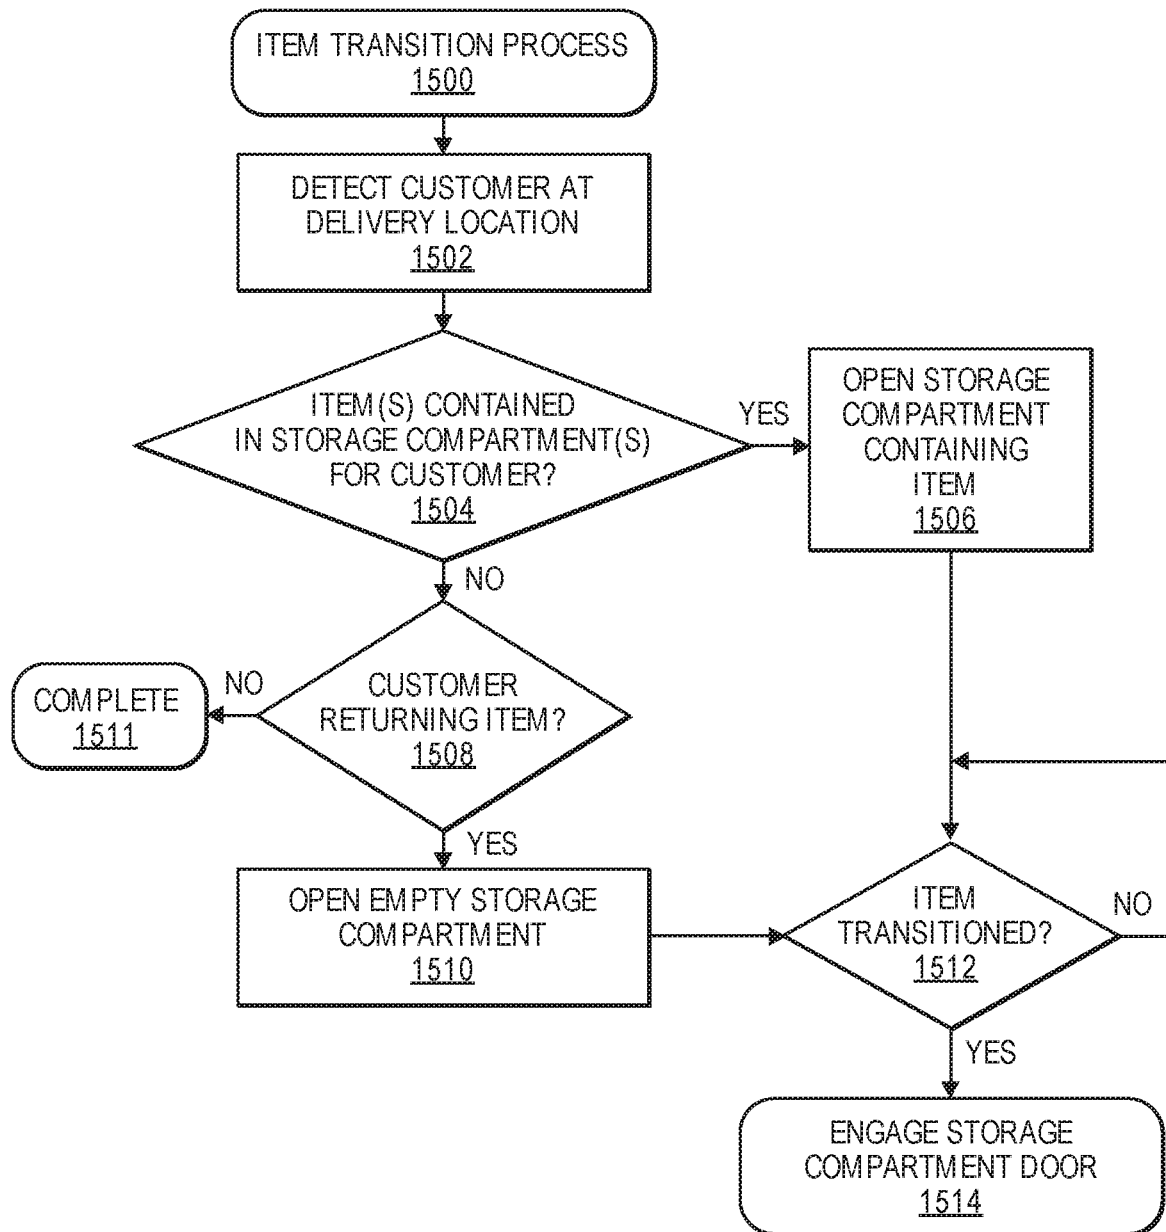 ITEM TRANSITION PROCESS
1500
DETECT CUSTOMER AT
DELIVERY LOCATION
1502
ITEM(S) CONTAINED
IN STORAGE COMPARTMENT(S)
FOR CUSTOMER?
1504
YES
OPEN STORAGE
COMPARTMENT
CONTAINING
ITEM
1506
NO
CUSTOMER
RETURNING ITEM?
1508
NO
COMPLETE
1511
YES
OPEN EMPTY STORAGE
COMPARTMENT
1510
ITEM
TRANSITIONED?
1512
NO
YES
ENGAGE STORAGE
COMPARTMENT DOOR
1514